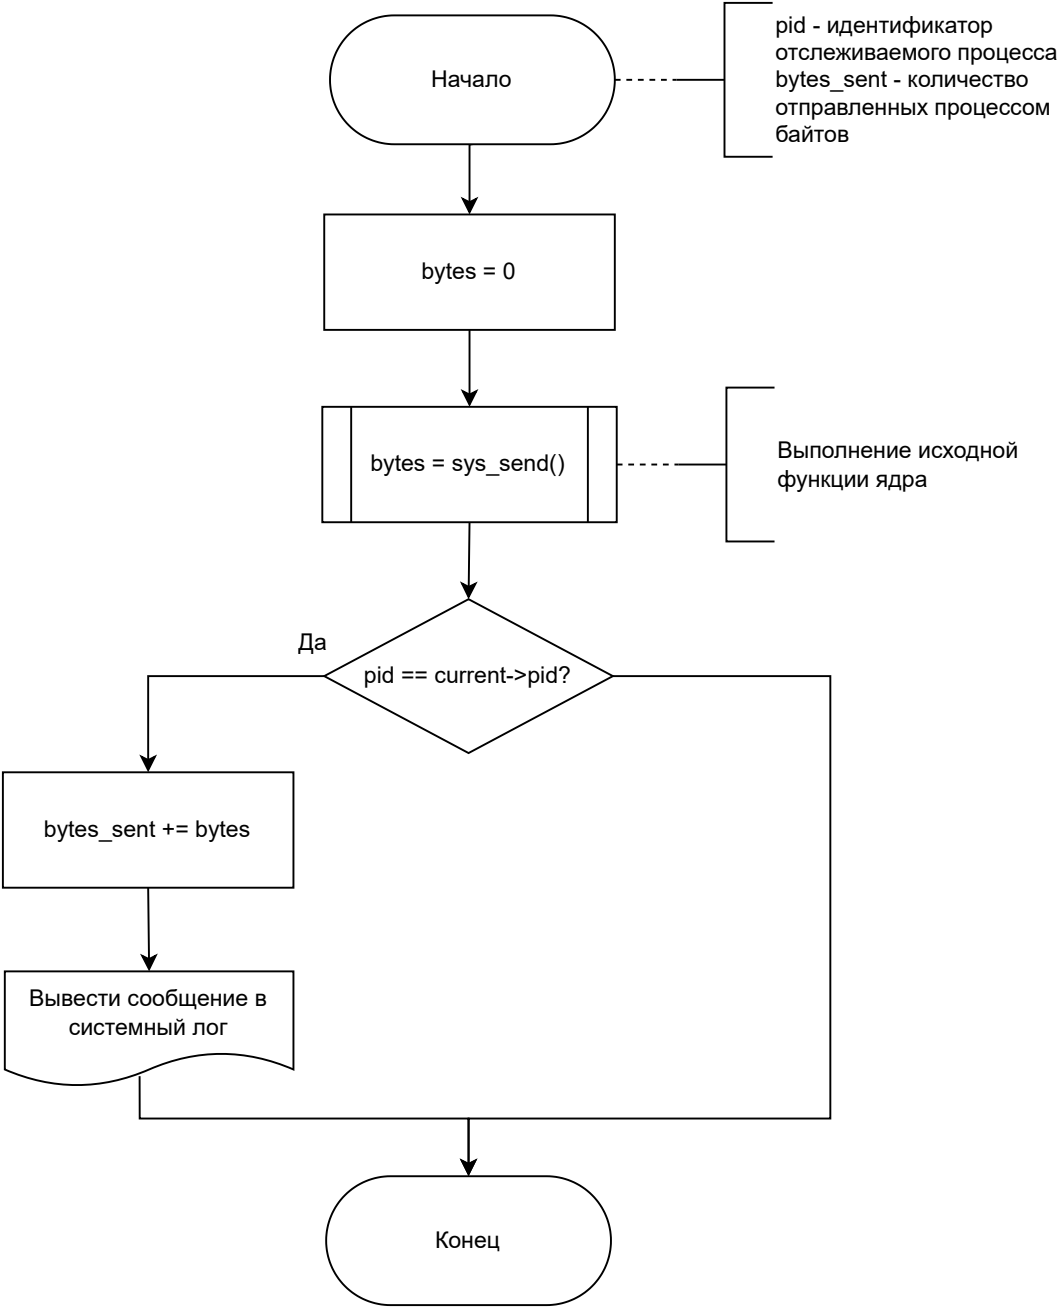 Начало
pid - идентификатор
отслеживаемого процесса
bytes_sent - количество
отправленных процессом
байтов
bytes = 0
bytes = sys_send()
Выполнение исходной
функции ядра
Да
pid == current->pid?
bytes_sent += bytes
Вывести сообщение в
системный лог
Конец